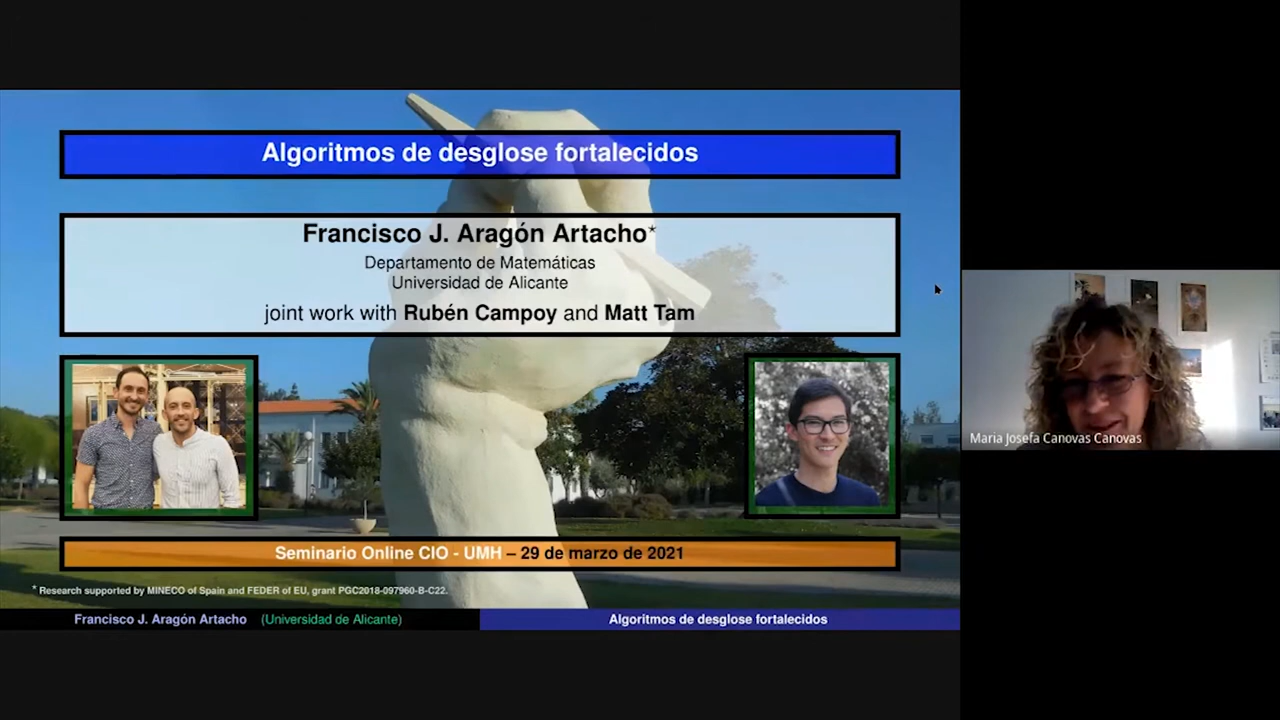 Algoritmos de desglose fortalecidos
Francisco J. Aragón Artacho*
Departamento de Matemáticas
Universidad de Alicante
joint work with Rubén Campoy and Matt Tam
Seminario Online CIO - UMH – 29 de marzo de 2021
* Research supported by MINECO of Spain and FEDER of EU, grant PGC2018-097960-B-C22.
Francisco J. Aragón Artacho (Universidad de Alicante) Algoritmos de desglose fortalecidos
Maria Josefa Canovas Canovas